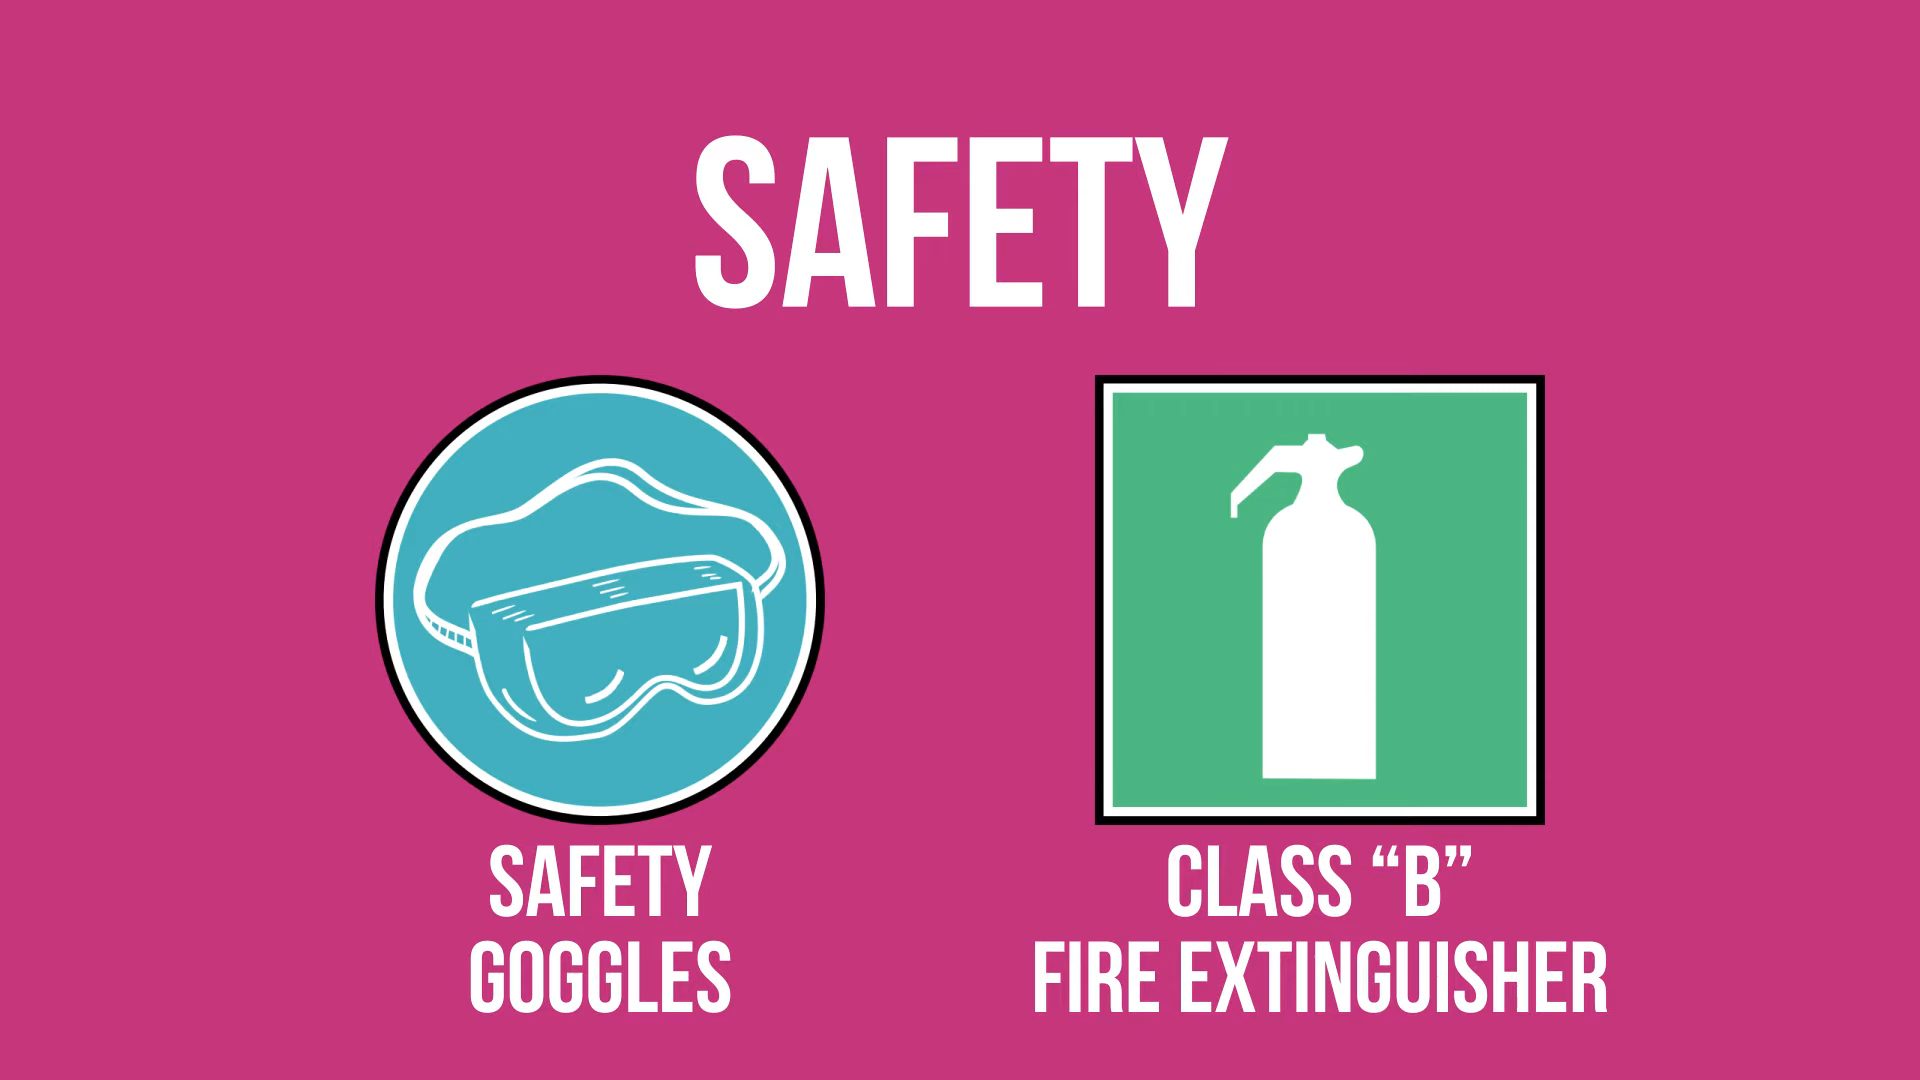 SAFETY
SAFETY
GOGGLES
CLASS “B”
FIRE EXTINGUISHER